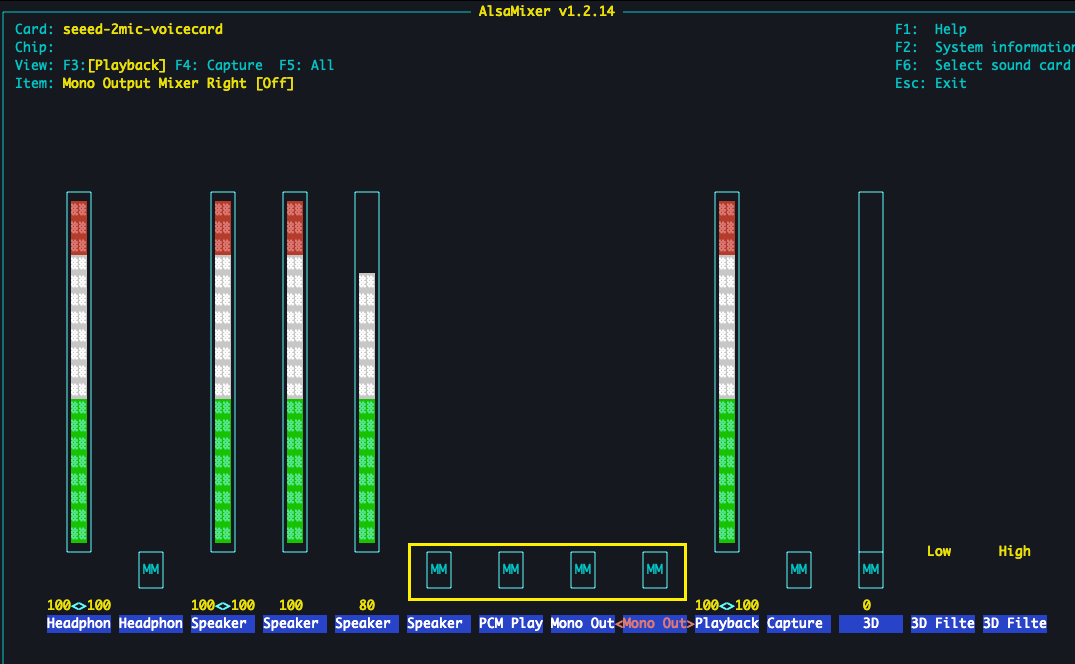 AlsaMixer v1.2.14
Card: seeed-2mic-voicecard F1: Help
Chip: F2: System information
View: F3:[Playback] F4: Capture F5: All F6: Select sound card
Item: Mono Output Mixer Right [Off] Esc: Exit
Low High
MM MM MM MM MM MM MM
100<>100 100<>100 100 80 100<>100 0
Headphon Headphon Speaker Speaker Speaker Speaker PCM Play Mono Out<Mono Out>Playback Capture 3D 3D Filte 3D Filte